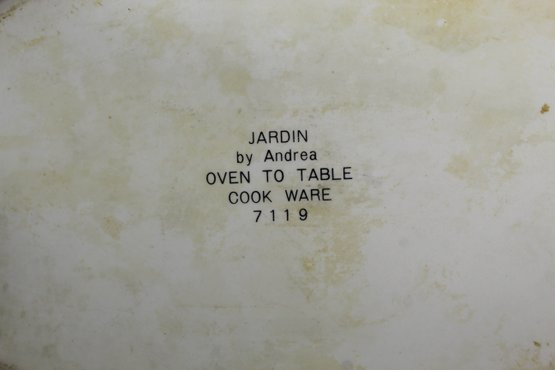 JARDIN
by Andrea
OVEN TO TABLE
COOK WARE
7119